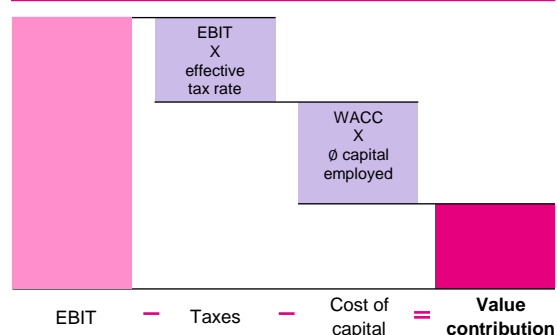 EBIT
X
effective
tax rate
WACC
X
ø capital
employed
EBIT – Taxes – Cost of capital = Value contribution